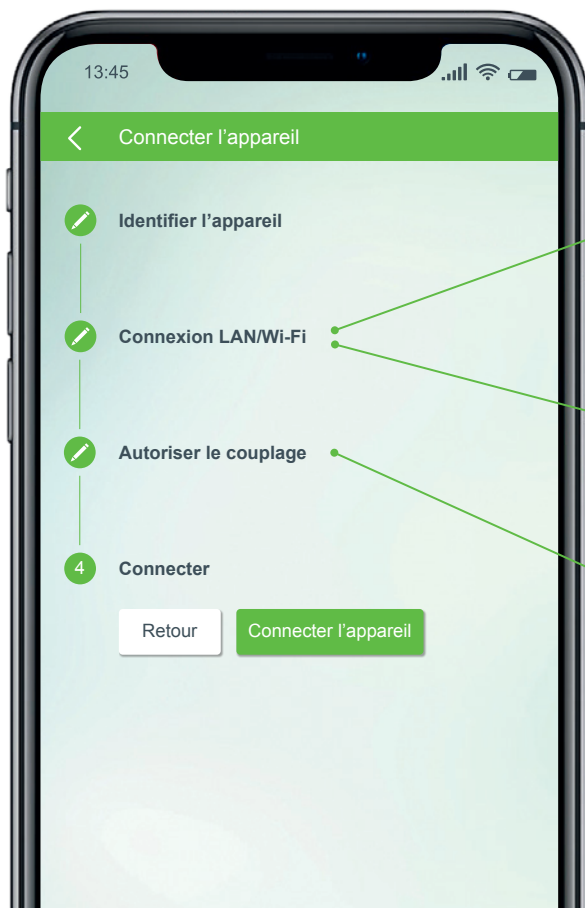 13:45
Connecter l’appareil
Identifier l’appareil
Connexion LAN/Wi-Fi
Autoriser le couplage
4 Connecter
Retour Connecter l’appareil